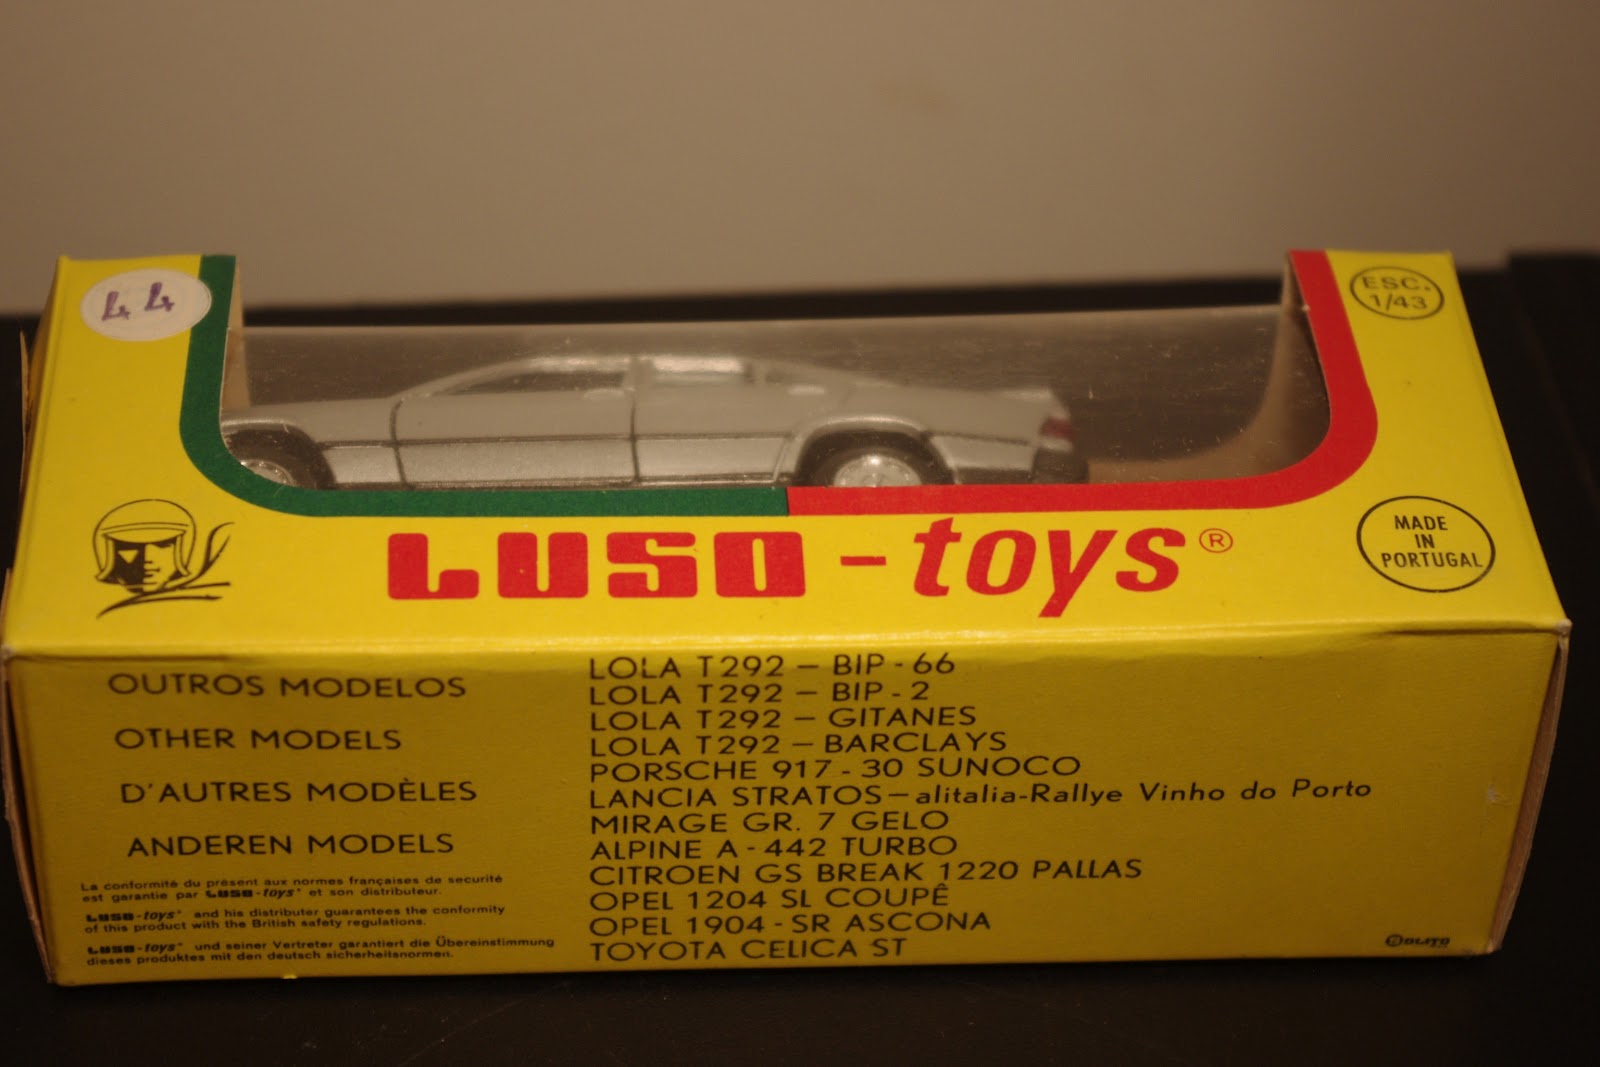 44
ESC.
1/43
LUSO-toys®
MADE
IN
PORTUGAL
OUTROS MODELOS
OTHER MODELS
D'AUTRES MODÈLES
ANDEREN MODELS
La conformité du présent aux normes françaises de securité
est garantie par LUSO-toys® et son distributeur.
LUSO-toys® and his distributer guarantees the conformity
of this product with the British safety regulations.
LUSO-toys® und seiner Vertreter garantiert die Übereinstimmung
dieses produktes mit den deutsch sicherheitsnormen.
LOLA T292 – BIP - 66
LOLA T292 – BIP - 2
LOLA T292 – GITANES
LOLA T292 – BARCLAYS
PORSCHE 917 - 30 SUNOCO
LANCIA STRATOS – alitalia-Rallye Vinho do Porto
MIRAGE GR. 7 GELO
ALPINE A - 442 TURBO
CITROEN GS BREAK 1220 PALLAS
OPEL 1204 SL COUPÊ
OPEL 1904 - SR ASCONA
TOYOTA CELICA ST